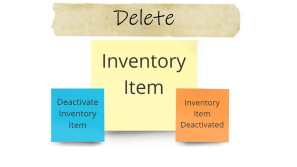 Delete
Inventory
Item
Deactivate
Inventory
Item
Inventory
Item
Deactivated